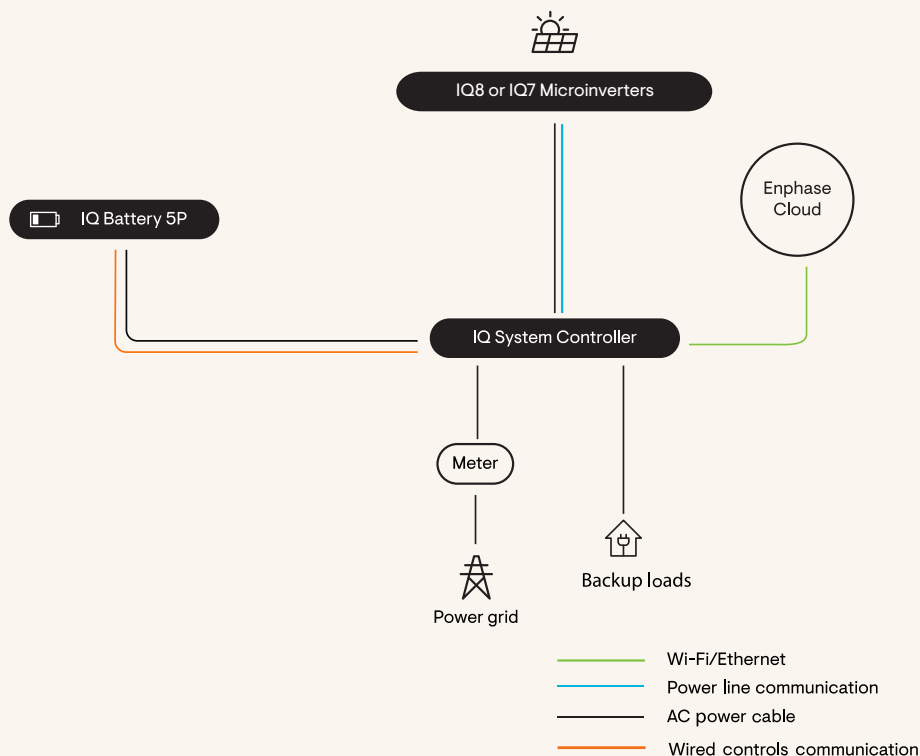 IQ8 or IQ7 Microinverters
Enphase
Cloud
IQ Battery 5P
IQ System Controller
Meter
Backup loads
Power grid
Wi-Fi/Ethernet
Power line communication
AC power cable
Wired controls communication